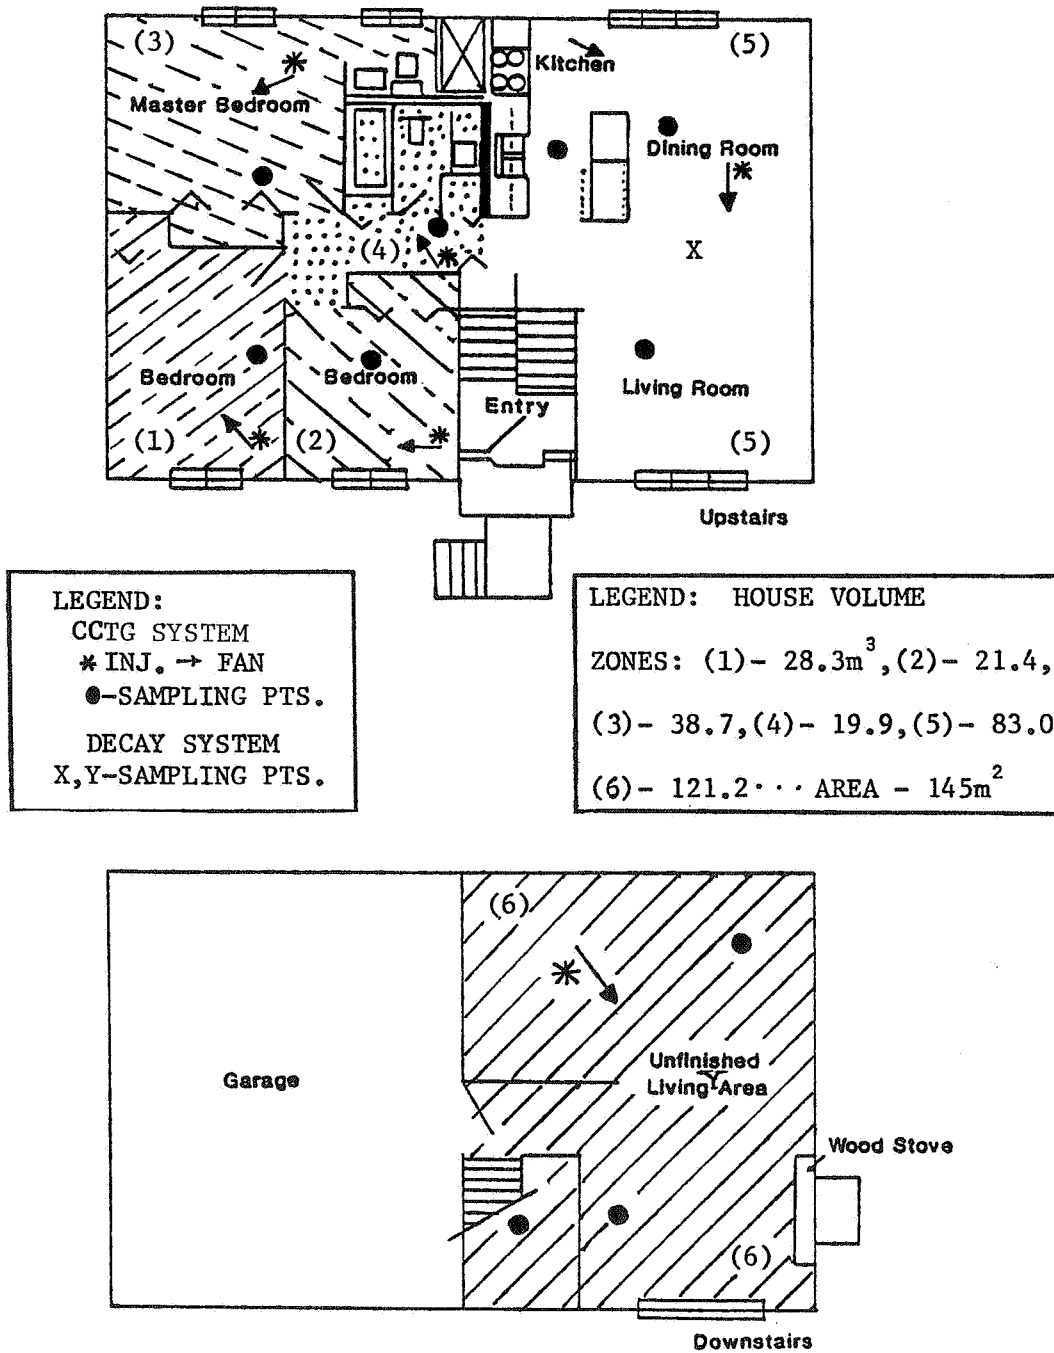 (3)
(5)
Kitchen
Master Bedroom
Dining Room
(4)
X
Bedroom
Bedroom
Living Room
Entry
(1)
(2)
(5)
Upstairs
LEGEND:
CCTG SYSTEM
* INJ. → FAN
●-SAMPLING PTS.
DECAY SYSTEM
X,Y-SAMPLING PTS.
LEGEND: HOUSE VOLUME
ZONES: (1)- 28.3m³,(2)- 21.4,
(3)- 38.7,(4)- 19.9,(5)- 83.0
(6)- 121.2··· AREA - 145m²
(6)
Garage
Unfinished
Y
Living Area
Wood Stove
(6)
Downstairs